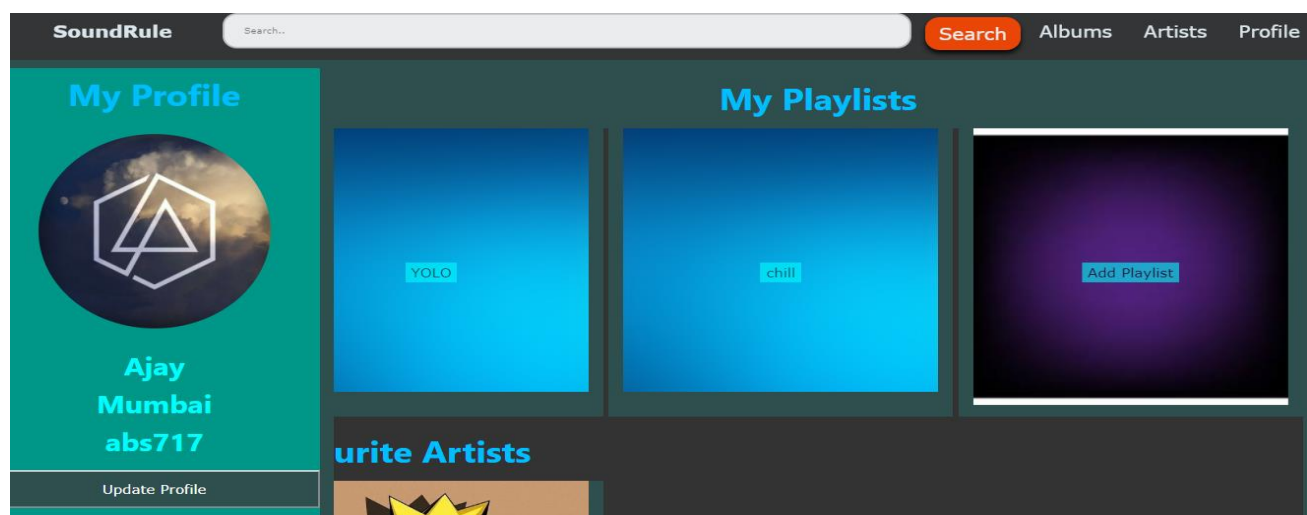 SoundRule Search.. Search Albums Artists Profile
My Profile
Ajay
Mumbai
abs717
Update Profile
My Playlists
YOLO chill Add Playlist
urite Artists